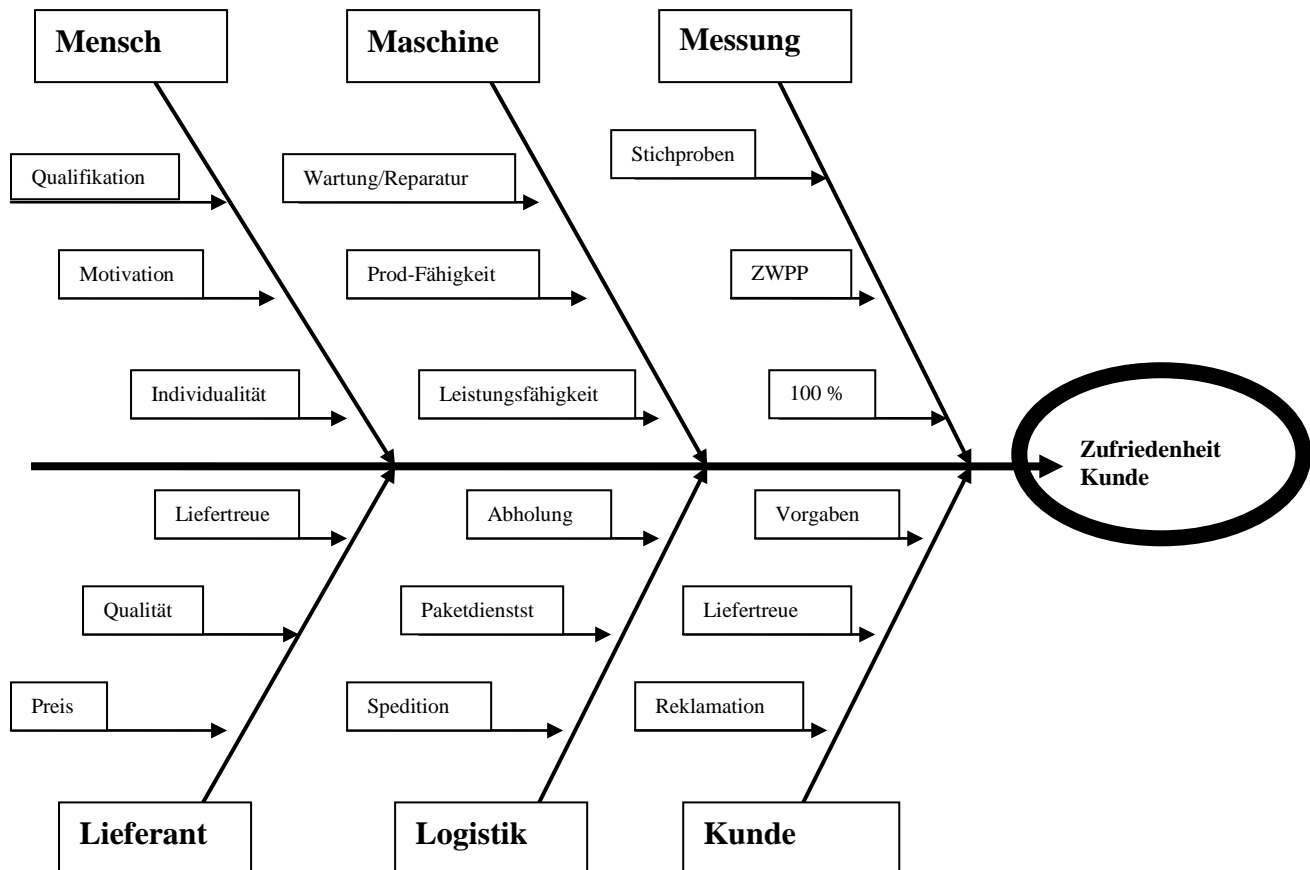 Mensch
Maschine
Messung
Stichproben
Qualifikation
Wartung/Reparatur
Motivation
Prod-Fähigkeit
ZWPP
Individualität
Leistungsfähigkeit
100 %
Zufriedenheit
Kunde
Liefertreue
Abholung
Vorgaben
Qualität
Paketdienstst
Liefertreue
Preis
Spedition
Reklamation
Lieferant
Logistik
Kunde